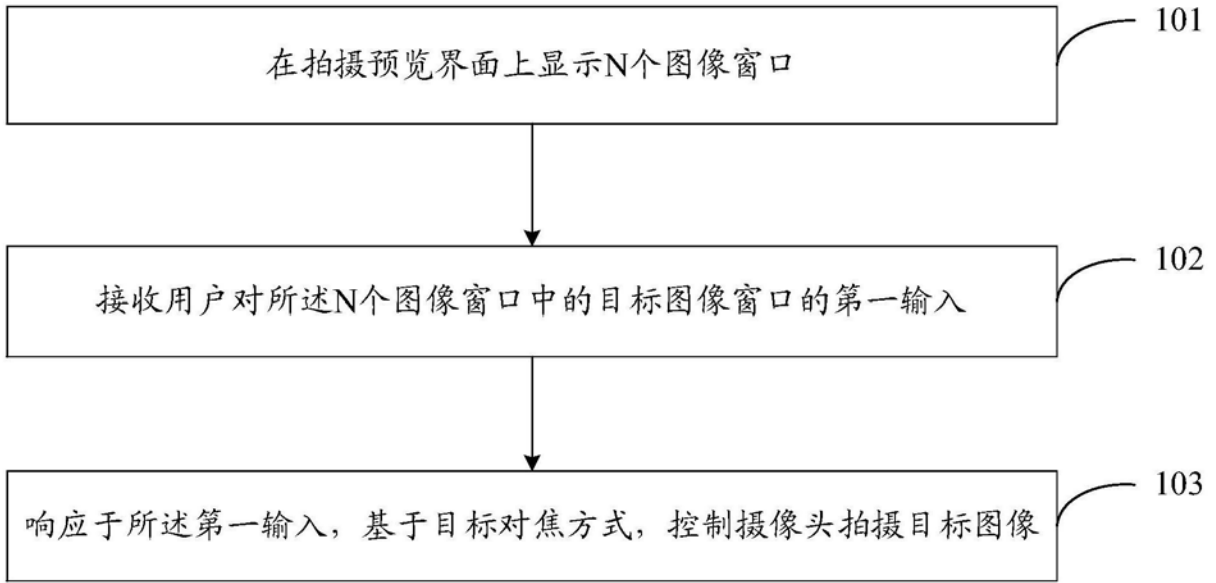 101
在拍摄预览界面上显示N个图像窗口
102
接收用户对所述N个图像窗口中的目标图像窗口的第一输入
103
响应于所述第一输入，基于目标对焦方式，控制摄像头拍摄目标图像